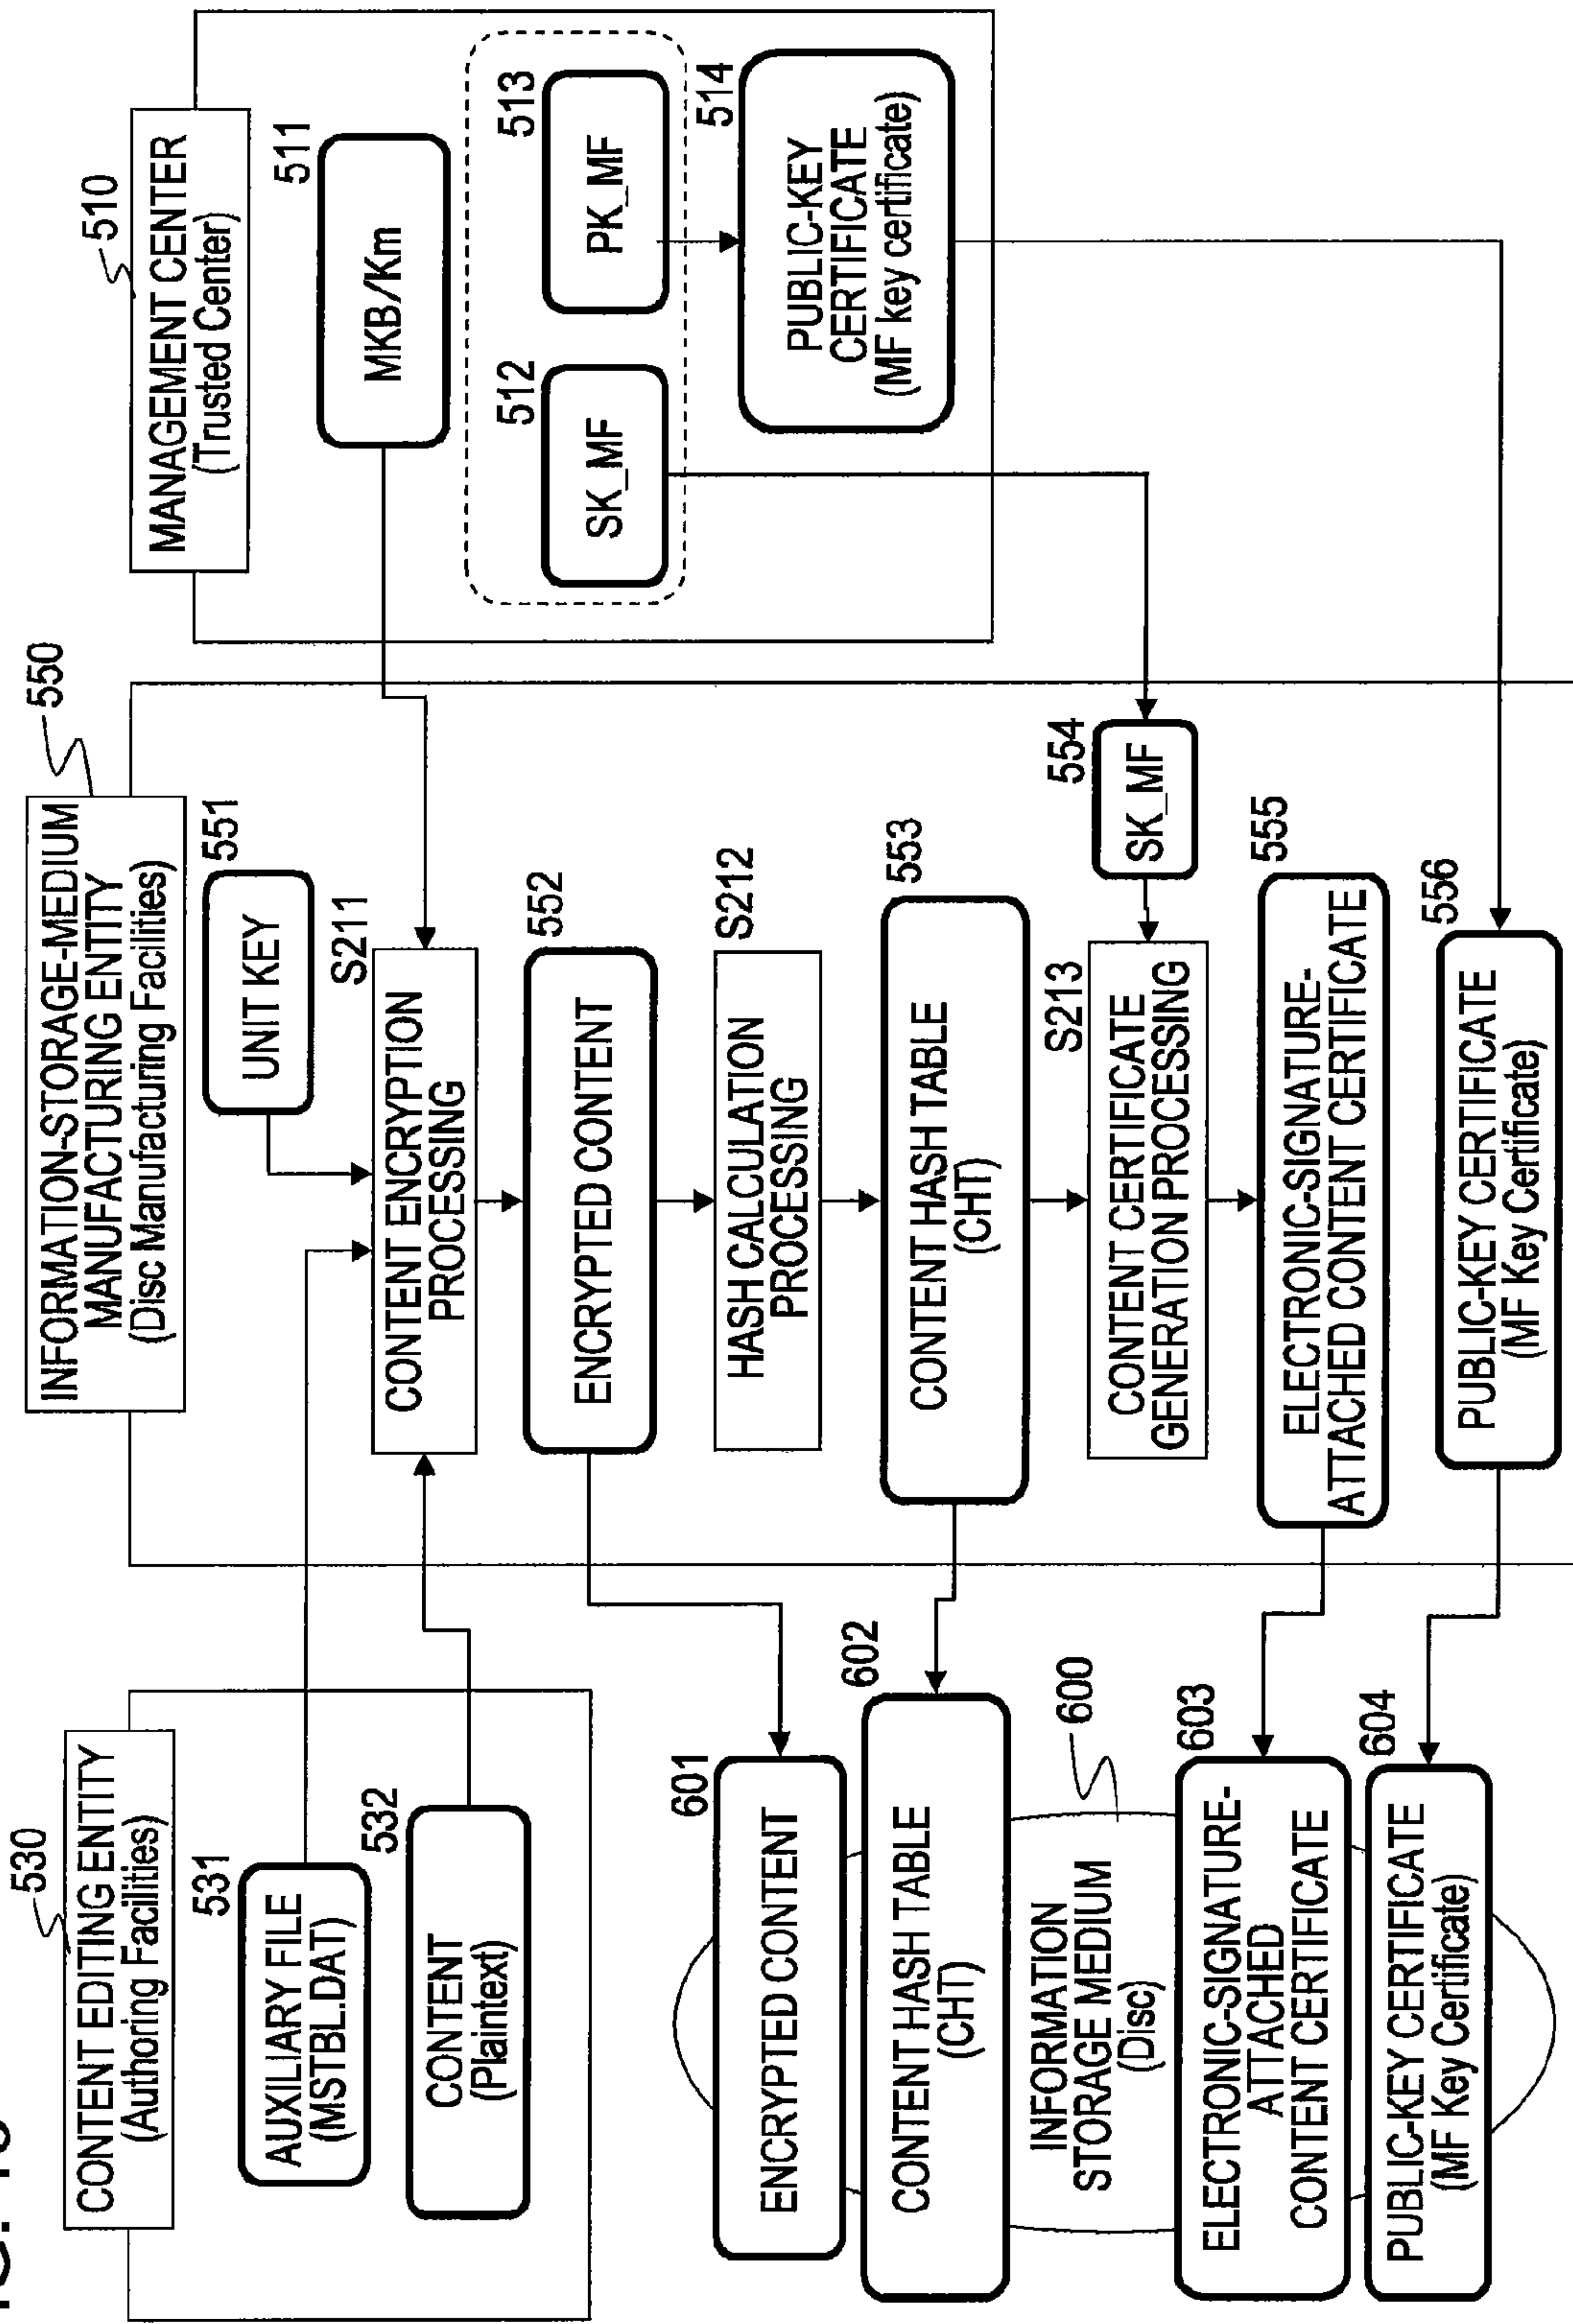 530
CONTENT EDITING ENTITY
(Authoring Facilities)
531
AUXILIARY FILE
(MSTBL.DAT)
532
CONTENT
(Plaintext)
550
INFORMATION-STORAGE-MEDIUM
MANUFACTURING ENTITY
(Disc Manufacturing Facilities)
551
UNIT KEY
S211
CONTENT ENCRYPTION
PROCESSING
552
ENCRYPTED CONTENT
S212
HASH CALCULATION
PROCESSING
553
CONTENT HASH TABLE
(CHT)
S213
CONTENT CERTIFICATE
GENERATION PROCESSING
554
SK_MF
555
ELECTRONIC-SIGNATURE-
ATTACHED CONTENT CERTIFICATE
556
PUBLIC-KEY CERTIFICATE
(MF Key Certificate)
510
MANAGEMENT CENTER
(Trusted Center)
511
MKB/Km
512
SK_MF
513
PK_MF
514
PUBLIC-KEY
CERTIFICATE
(MF key certificate)
601
ENCRYPTED CONTENT
602
CONTENT HASH TABLE
(CHT)
600
INFORMATION
STORAGE MEDIUM
(Disc)
603
ELECTRONIC-SIGNATURE-
ATTACHED
CONTENT CERTIFICATE
604
PUBLIC-KEY CERTIFICATE
(MF Key Certificate)